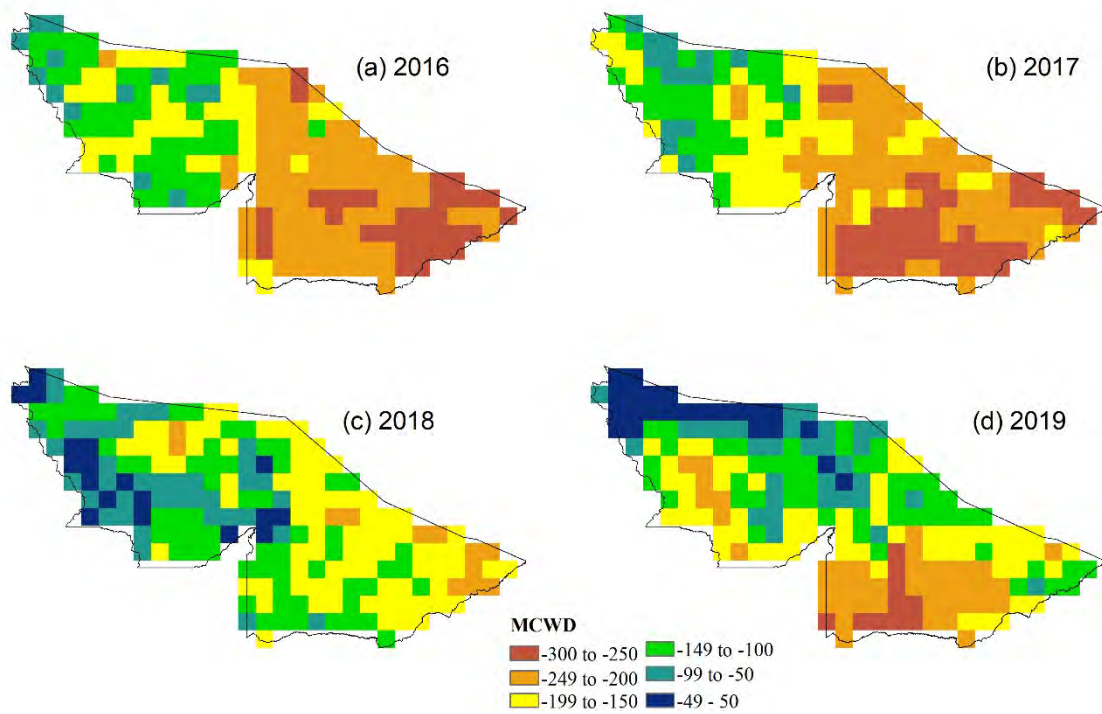 (a) 2016
(b) 2017
(c) 2018
(d) 2019
MCWD
-300 to -250
-249 to -200
-199 to -150
-149 to -100
-99 to -50
-49 - 50